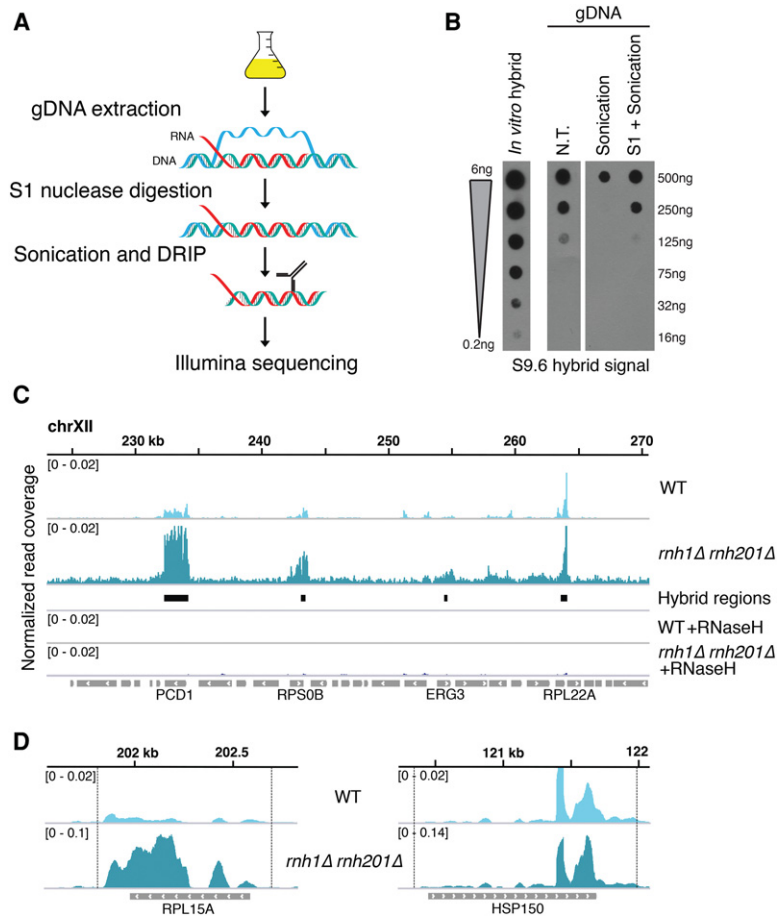 A
gDNA extraction
RNA
DNA
S1 nuclease digestion
Sonication and DRIP
Illumina sequencing
B
gDNA
In vitro hybrid
N.T.
Sonication
S1 + Sonication
6ng
0.2ng
500ng
250ng
125ng
75ng
32ng
16ng
S9.6 hybrid signal
C
chrXII
230 kb 240 250 260 270
Normalized read coverage
[0 - 0.02]
WT
[0 - 0.02]
rnh1Δ rnh201Δ
Hybrid regions
[0 - 0.02]
WT+RNaseH
[0 - 0.02]
rnh1Δ rnh201Δ
+RNaseH
PCD1 RPS0B ERG3 RPL22A
D
202 kb 202.5
121 kb 122
[0 - 0.02]
WT
[0 - 0.02]
[0 - 0.1]
rnh1Δ rnh201Δ
[0 - 0.14]
RPL15A
HSP150